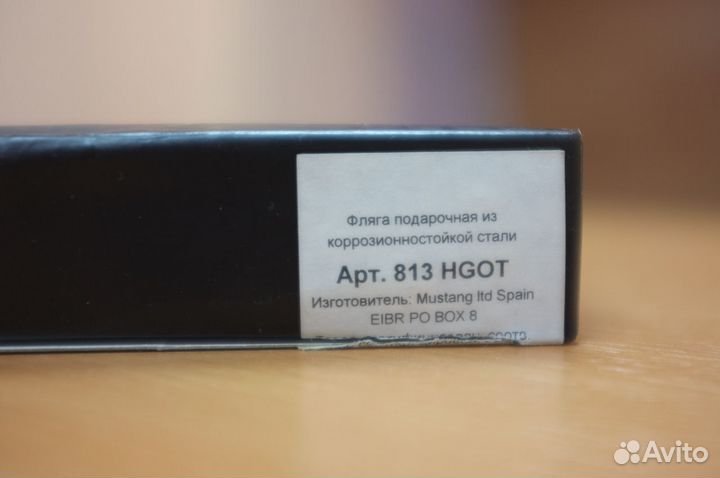 Фляга подарочная из
коррозионностойкой стали
Арт. 813 HGOT
Изготовитель: Mustang ltd Spain
EIBR PO BOX 8
Avito